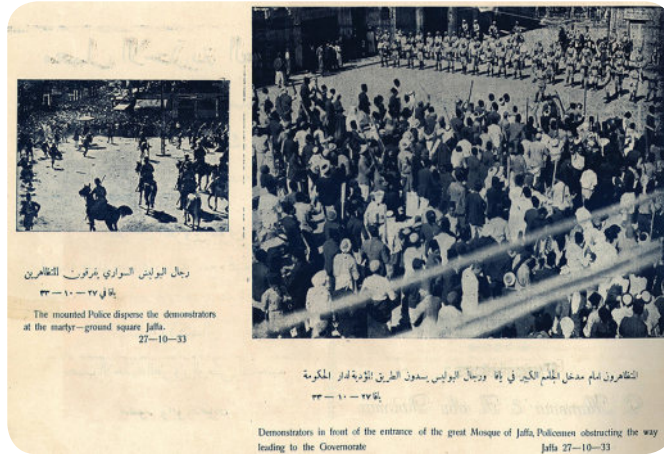 رجال البوليس السواري يفرقون المتظاهرين
يافا في ٢٧ — ١٠ — ٣٣
The mounted Police disperse the demonstrators
at the martyr—ground square Jaffa.
27-10-33
المتظاهرون امام مدخل الجامع الكبير في يافا ورجال البوليس يسدون الطريق المؤدية لدار الحكومة
يافا ٢٧ — ١٠ — ٣٣
Demonstrators in front of the entrance of the great Mosque of Jaffa, Policemen obstructing the way
leading to the Governorate Jaffa 27—10—33